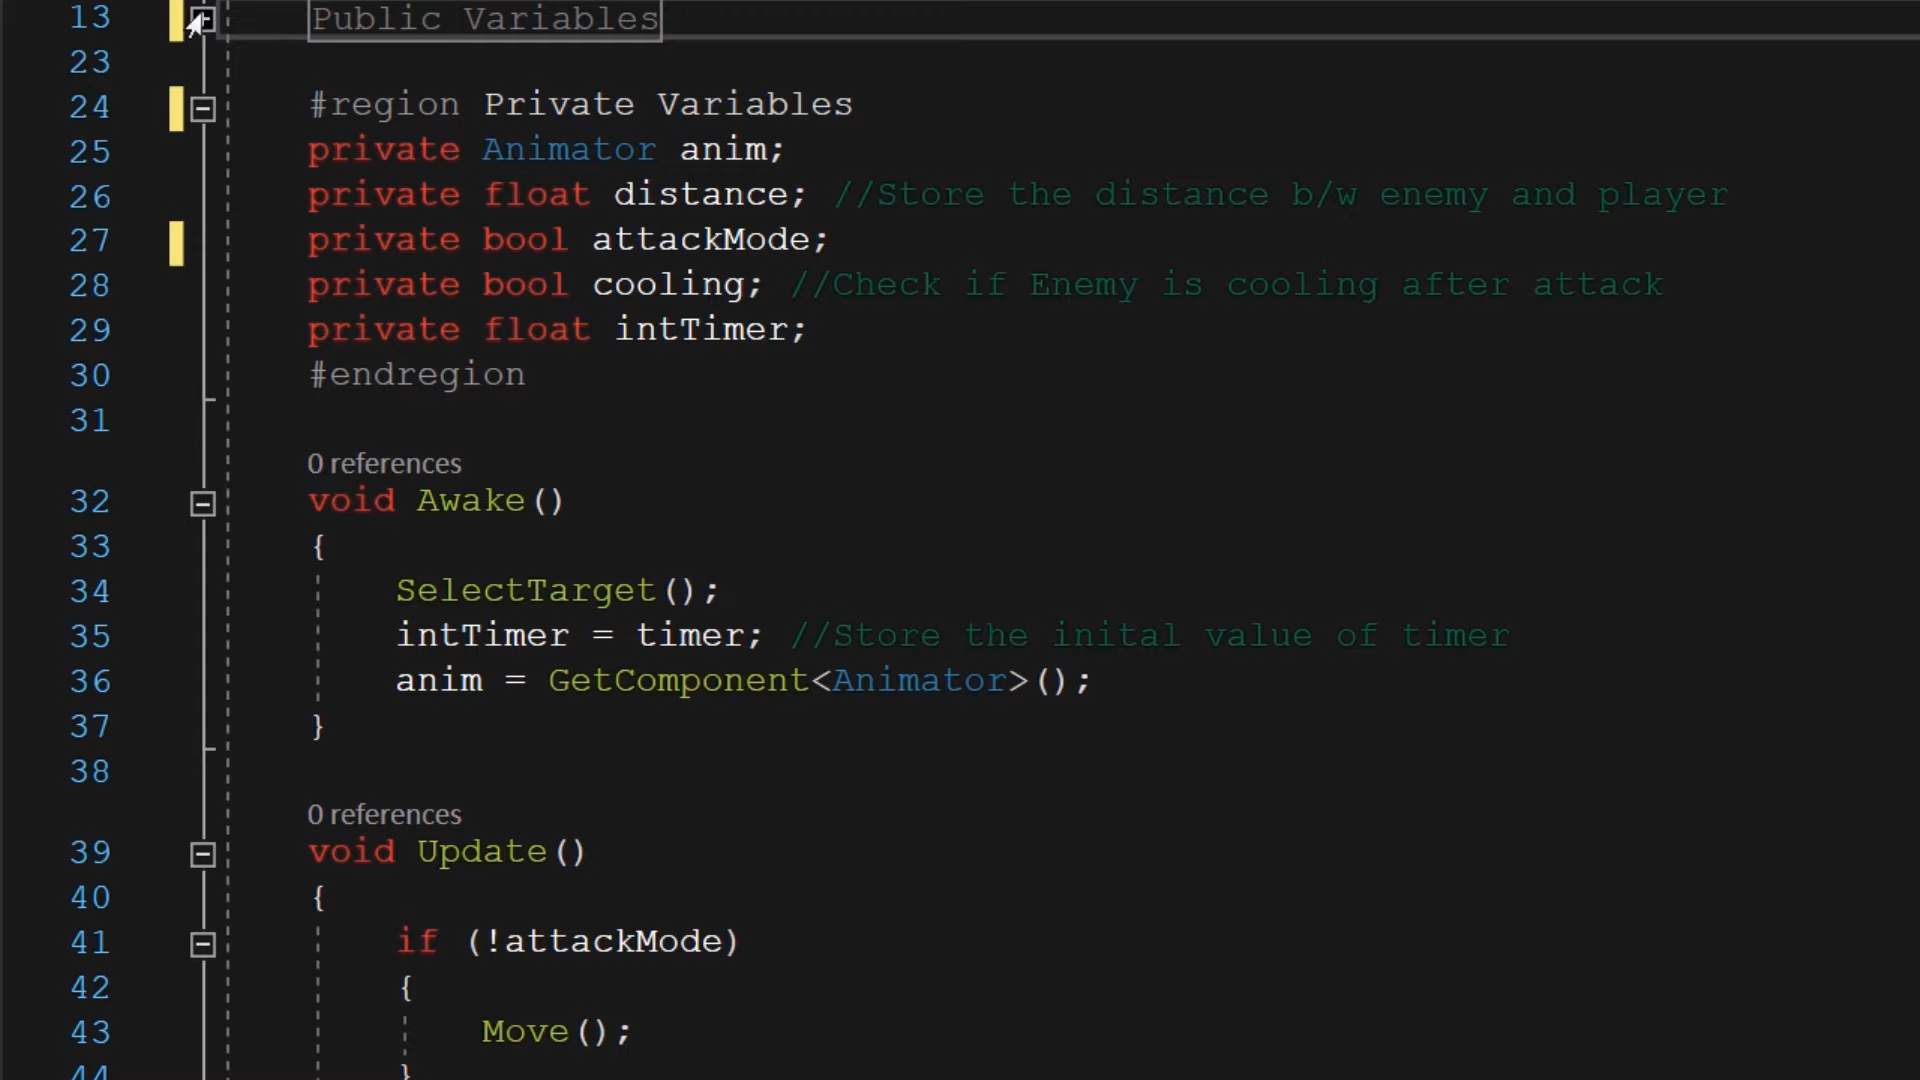 13 Public Variables
23
24 #region Private Variables
25 private Animator anim;
26 private float distance; //Store the distance b/w enemy and player
27 private bool attackMode;
28 private bool cooling; //Check if Enemy is cooling after attack
29 private float intTimer;
30 #endregion
31
0 references
32 void Awake()
33 {
34 SelectTarget();
35 intTimer = timer; //Store the inital value of timer
36 anim = GetComponent<Animator>();
37 }
38
0 references
39 void Update()
40 {
41 if (!attackMode)
42 {
43 Move();
44 }